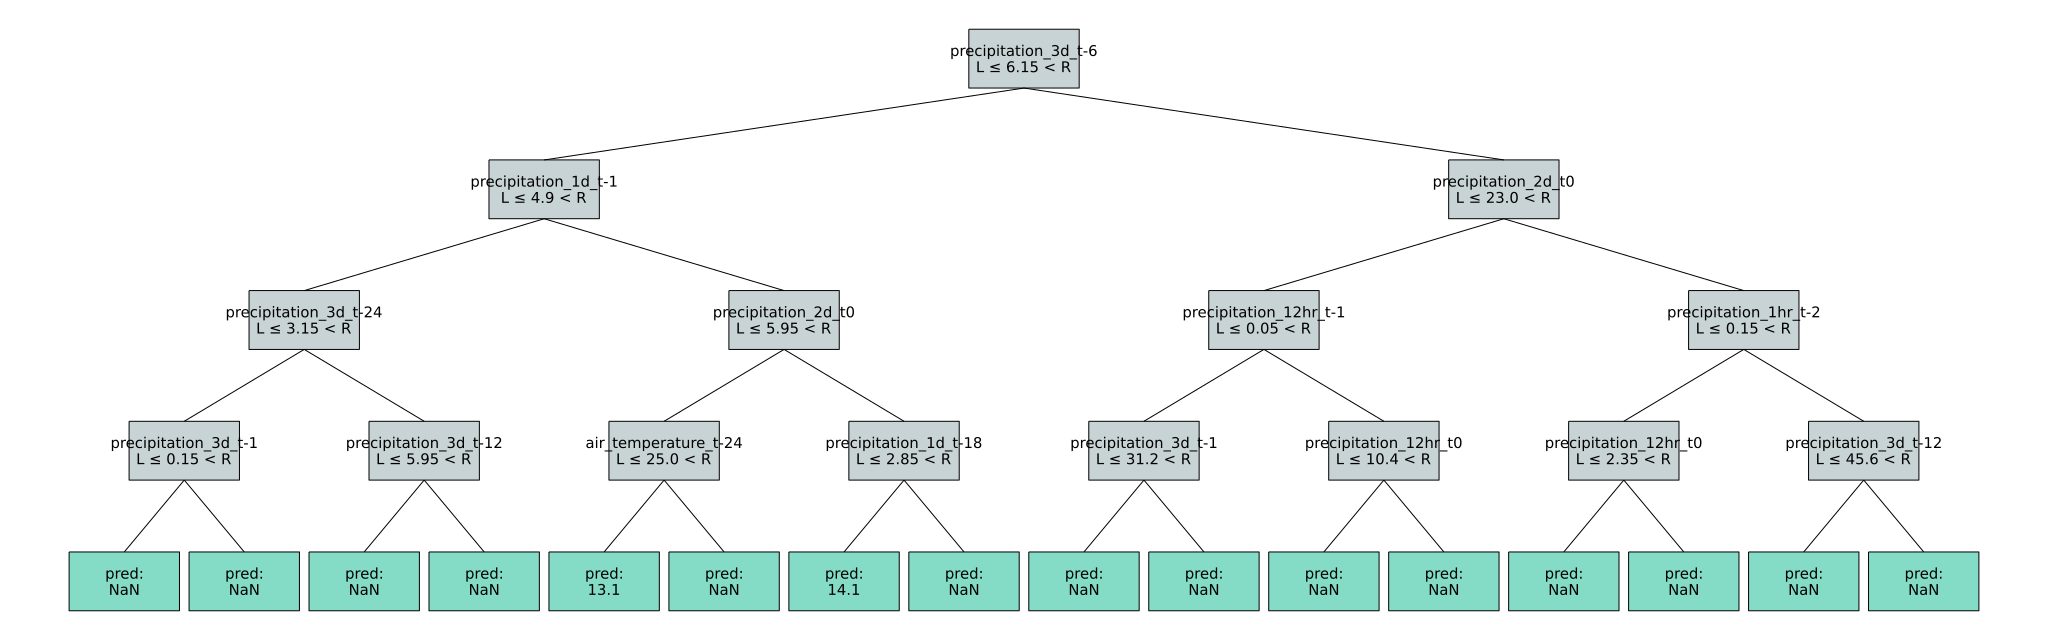 precipitation_3d_t-6
L ≤ 6.15 < R
precipitation_1d_t-1
L ≤ 4.9 < R
precipitation_2d_t0
L ≤ 23.0 < R
precipitation_3d_t-24
L ≤ 3.15 < R
precipitation_2d_t0
L ≤ 5.95 < R
precipitation_12hr_t-1
L ≤ 0.05 < R
precipitation_1hr_t-2
L ≤ 0.15 < R
precipitation_3d_t-1
L ≤ 0.15 < R
precipitation_3d_t-12
L ≤ 5.95 < R
air_temperature_t-24
L ≤ 25.0 < R
precipitation_1d_t-18
L ≤ 2.85 < R
precipitation_3d_t-1
L ≤ 31.2 < R
precipitation_12hr_t0
L ≤ 10.4 < R
precipitation_12hr_t0
L ≤ 2.35 < R
precipitation_3d_t-12
L ≤ 45.6 < R
pred:
NaN
pred:
NaN
pred:
NaN
pred:
NaN
pred:
13.1
pred:
NaN
pred:
14.1
pred:
NaN
pred:
NaN
pred:
NaN
pred:
NaN
pred:
NaN
pred:
NaN
pred:
NaN
pred:
NaN
pred:
NaN